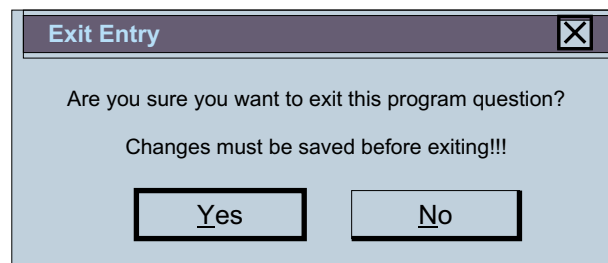 Exit Entry
Are you sure you want to exit this program question?
Changes must be saved before exiting!!!
Yes
No